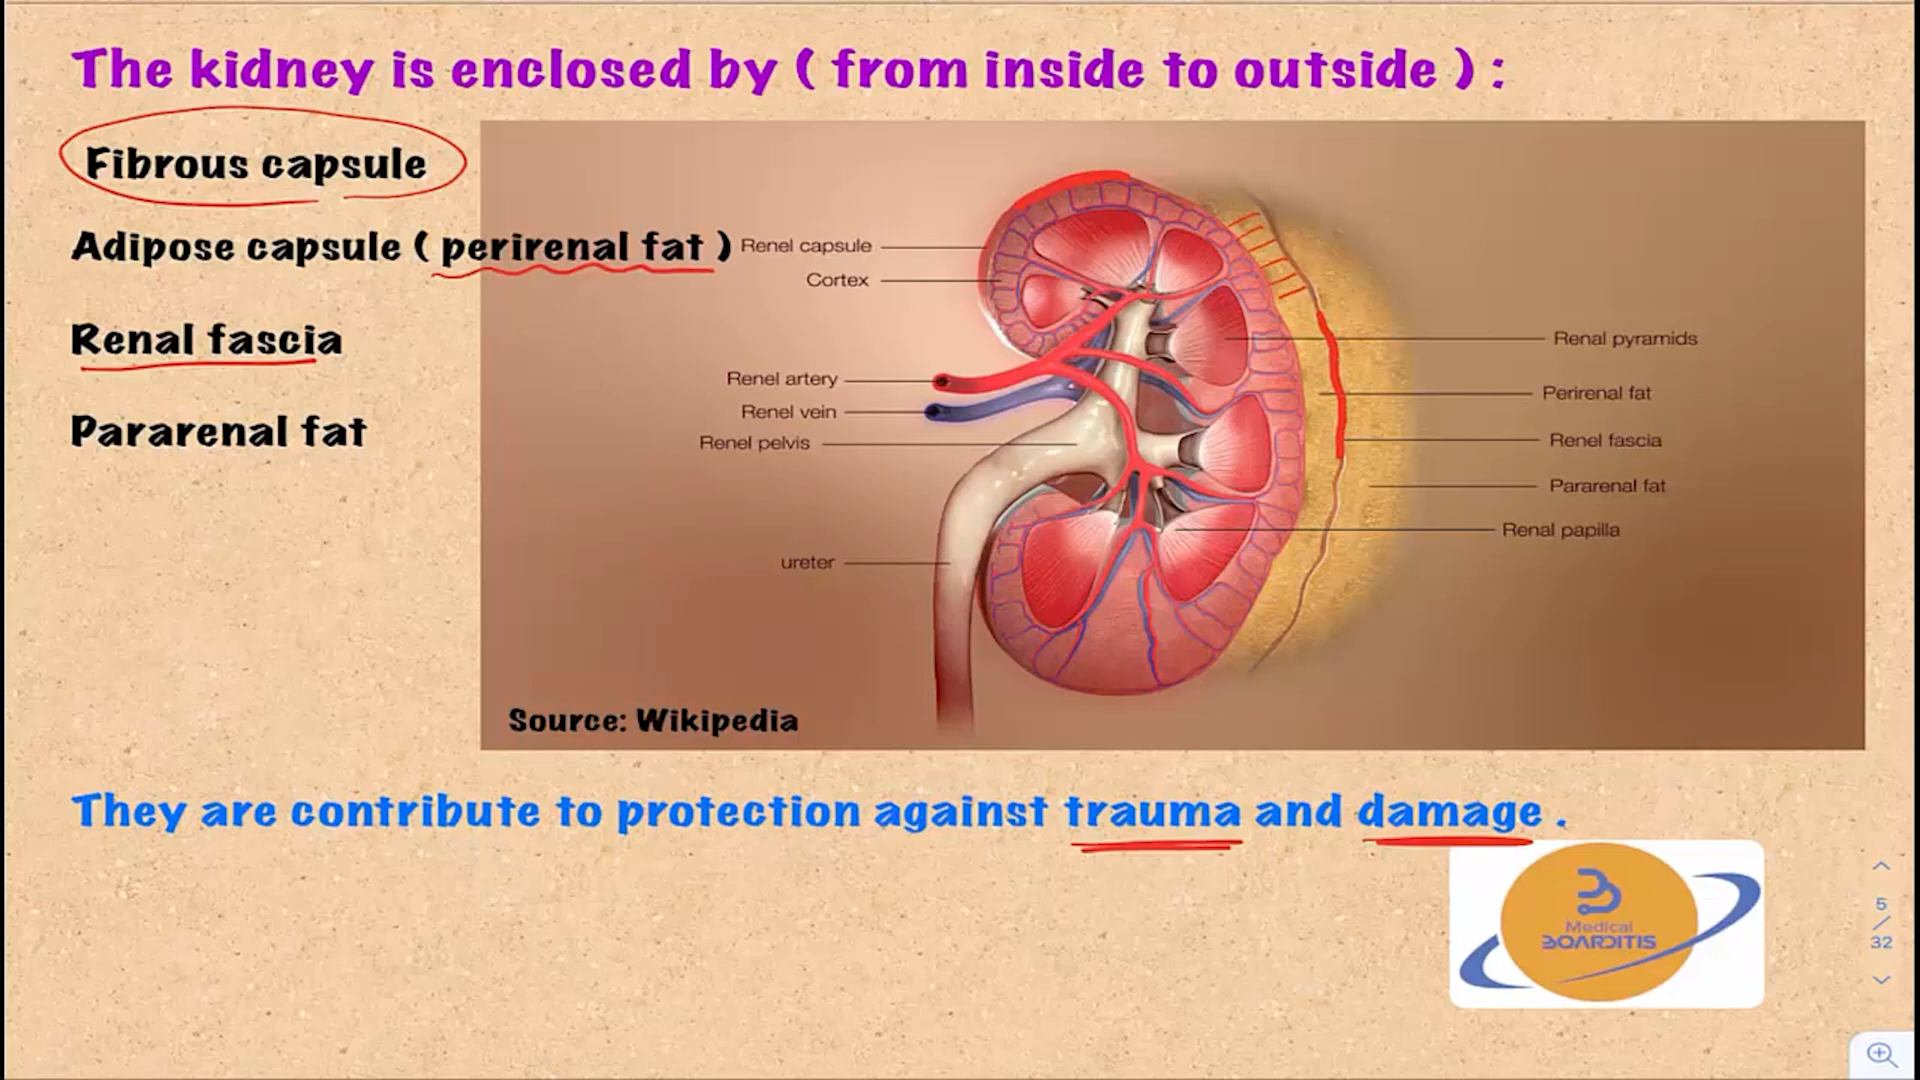 The kidney is enclosed by ( from inside to outside ) :
Fibrous capsule
Adipose capsule ( perirenal fat )
Renal fascia
Pararenal fat
Renel capsule
Cortex
Renel artery
Renel vein
Renel pelvis
ureter
Renal pyramids
Perirenal fat
Renel fascia
Pararenal fat
Renal papilla
Source: Wikipedia
They are contribute to protection against trauma and damage .
Medical
BOARDITIS
5
/
32